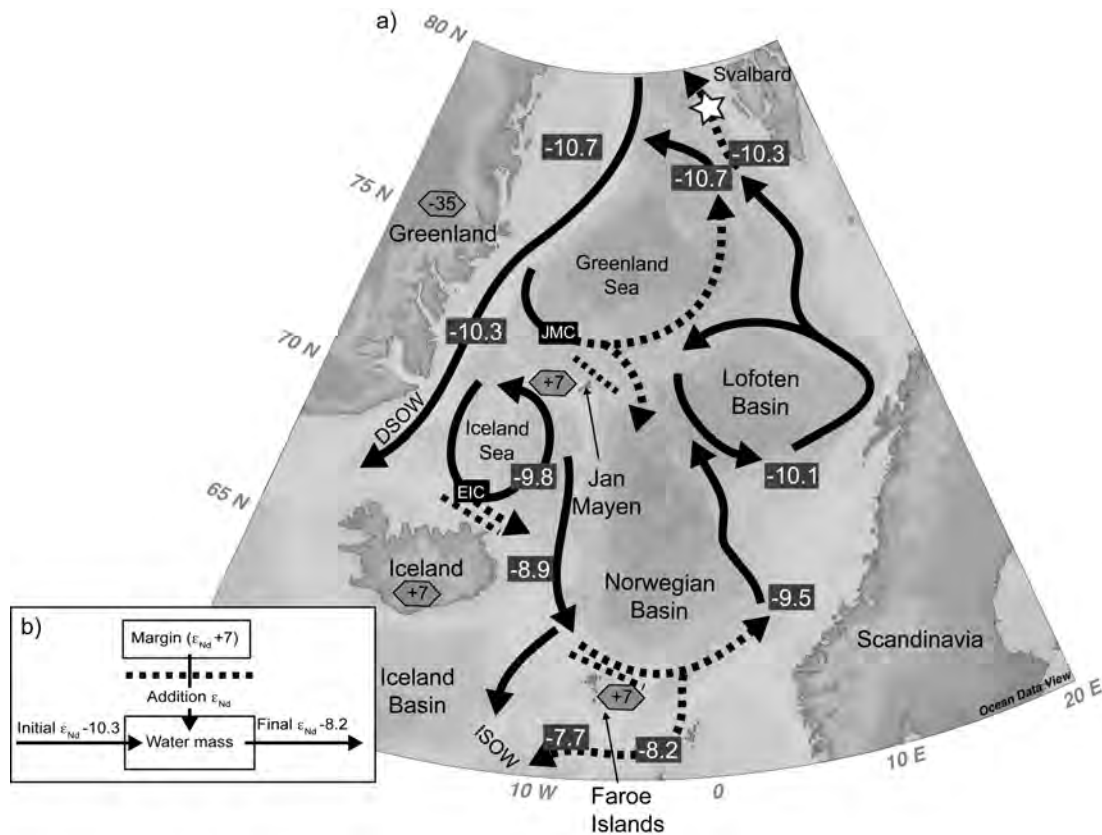 a)
80 N
Svalbard
-10.7
-10.3
-10.7
75 N
-35
Greenland
Greenland
Sea
-10.3
JMC
70 N
+7
Lofoten
Basin
DSOW
Iceland
Sea
-9.8
EIC
-10.1
Jan
Mayen
65 N
-8.9
Iceland
+7
Norwegian
Basin
-9.5
Scandinavia
b)
Margin (εNd +7)
Addition εNd
Initial εNd -10.3
Final εNd -8.2
Water mass
Iceland
Basin
+7
ISOW
-7.7
-8.2
Ocean Data View
20 E
10 E
10 W
0
Faroe
Islands